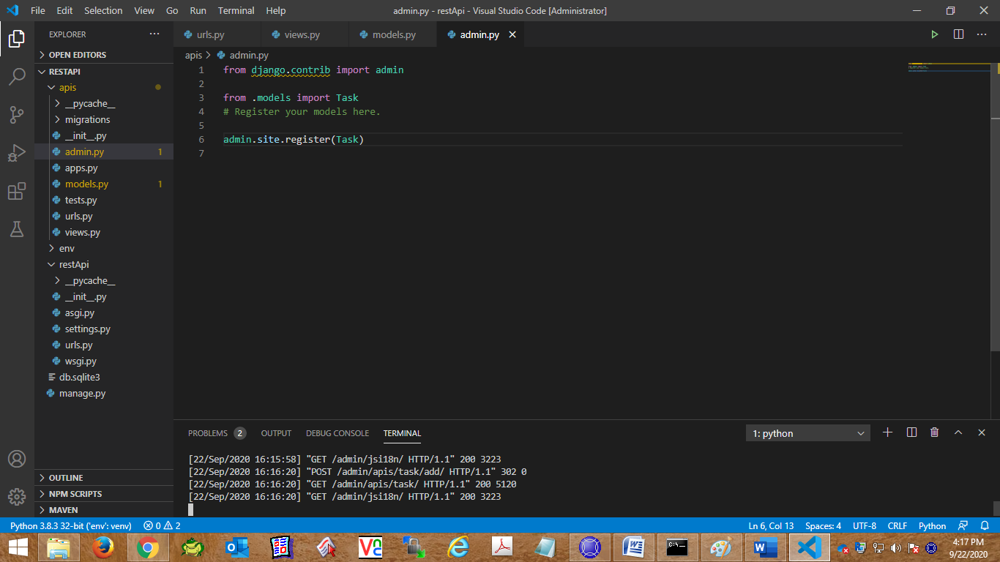 File Edit Selection View Go Run Terminal Help admin.py - restApi - Visual Studio Code [Administrator]
EXPLORER
OPEN EDITORS
RESTAPI
apis
__pycache__
migrations
__init__.py
admin.py 1
apps.py
models.py 1
tests.py
urls.py
views.py
env
restApi
__pycache__
__init__.py
asgi.py
settings.py
urls.py
wsgi.py
db.sqlite3
manage.py
OUTLINE
NPM SCRIPTS
MAVEN
urls.py views.py models.py admin.py
apis > admin.py
1 from django.contrib import admin
2
3 from .models import Task
4 # Register your models here.
5
6 admin.site.register(Task)
7
PROBLEMS 2 OUTPUT DEBUG CONSOLE TERMINAL 1: python
[22/Sep/2020 16:15:58] "GET /admin/jsi18n/ HTTP/1.1" 200 3223
[22/Sep/2020 16:16:20] "POST /admin/apis/task/add/ HTTP/1.1" 302 0
[22/Sep/2020 16:16:20] "GET /admin/apis/task/ HTTP/1.1" 200 5120
[22/Sep/2020 16:16:20] "GET /admin/jsi18n/ HTTP/1.1" 200 3223
Python 3.8.3 32-bit ('env': venv) 0 2 Ln 6, Col 13 Spaces: 4 UTF-8 CRLF Python
4:17 PM
9/22/2020